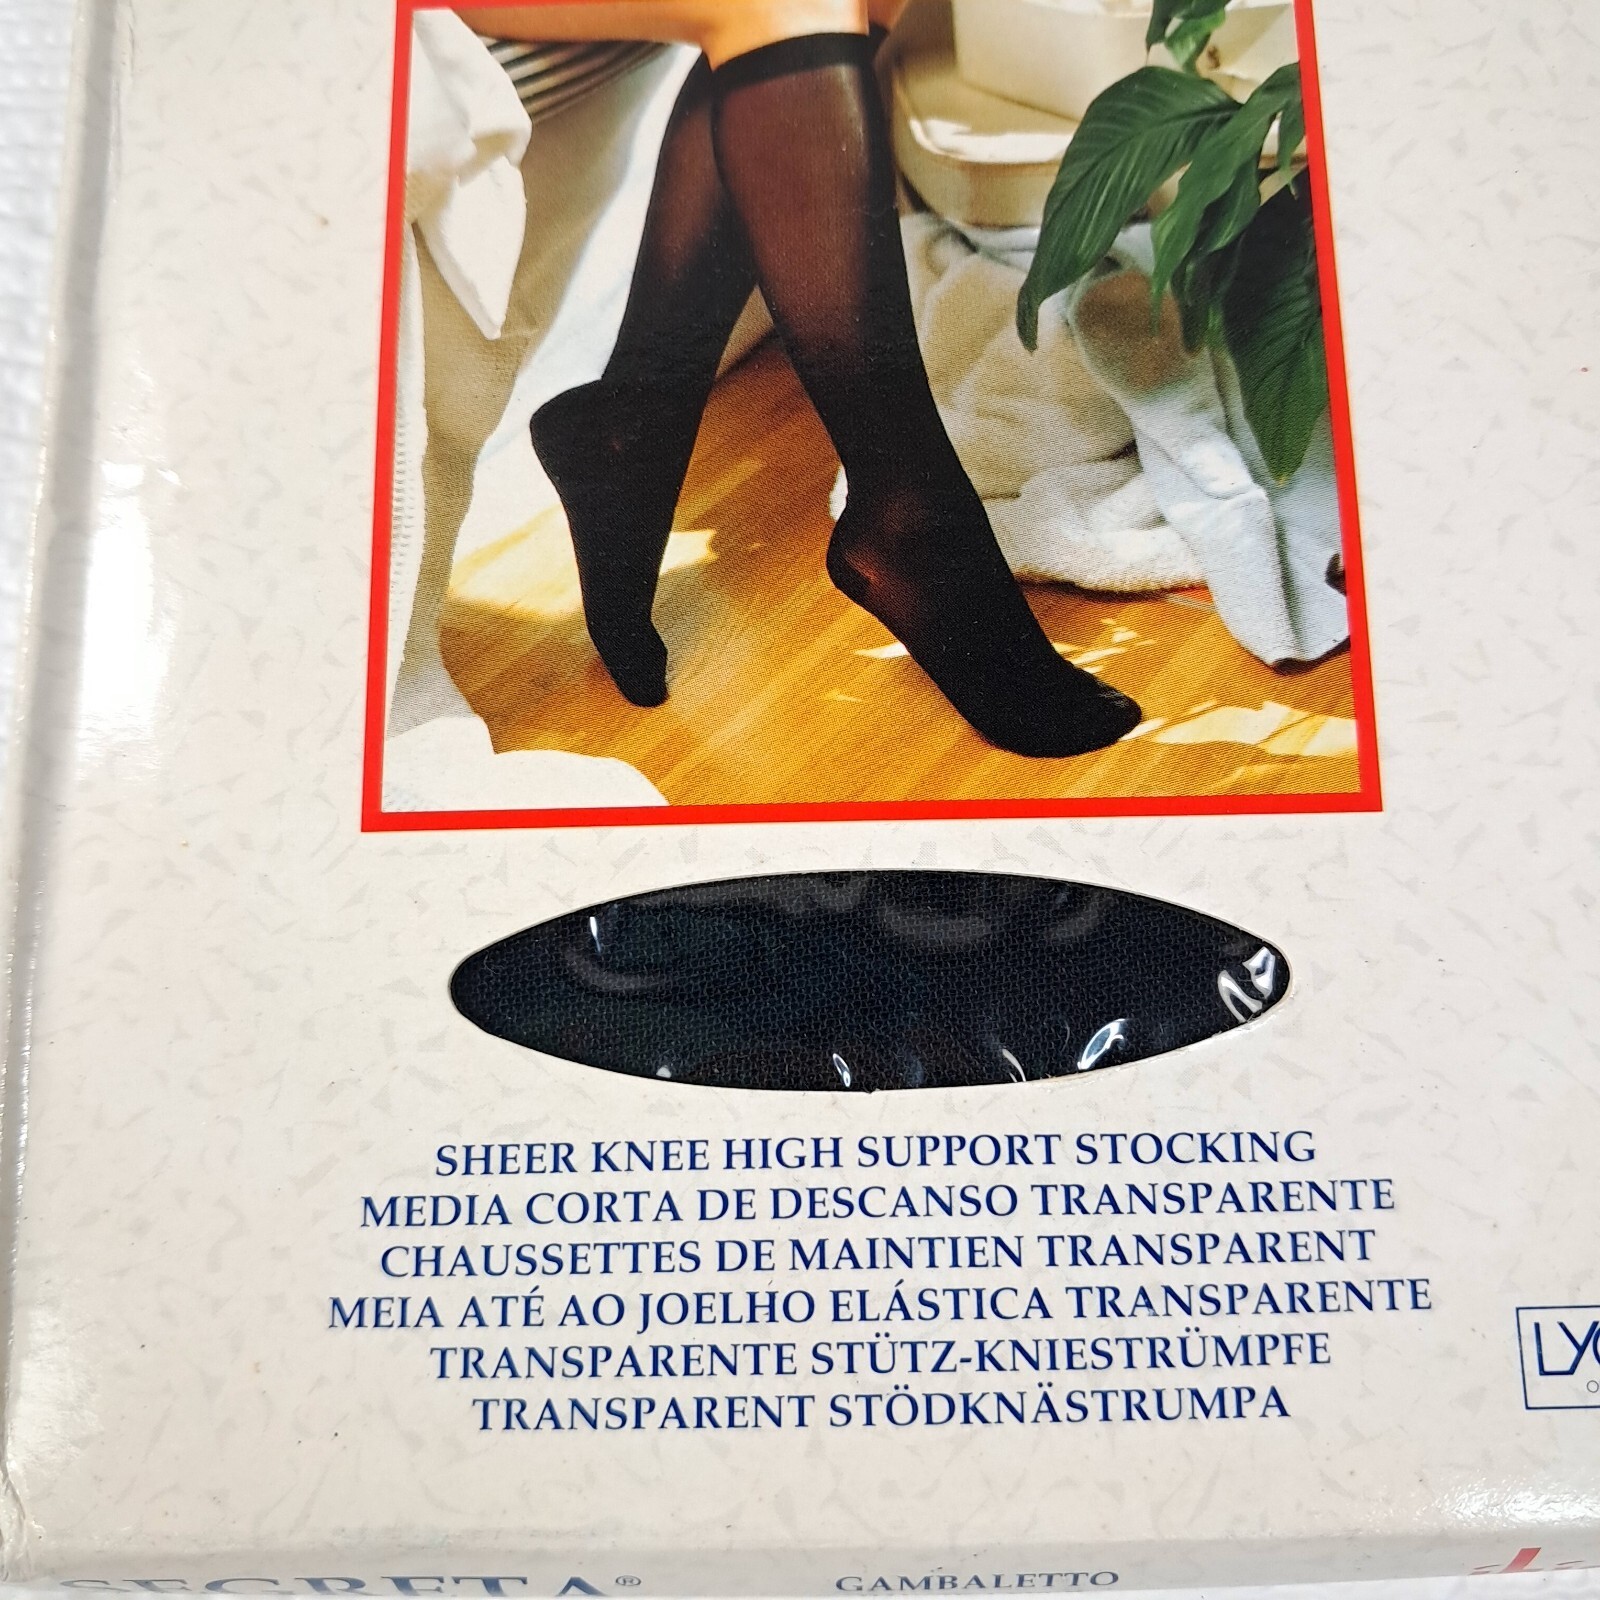 SHEER KNEE HIGH SUPPORT STOCKING
MEDIA CORTA DE DESCANSO TRANSPARENTE
CHAUSSETTES DE MAINTIEN TRANSPARENT
MEIA ATÉ AO JOELHO ELÁSTICA TRANSPARENTE
TRANSPARENTE STÜTZ-KNIESTRÜMPFE
TRANSPARENT STÖDKNÄSTRUMPA
SEGRETA®
GAMBALETTO